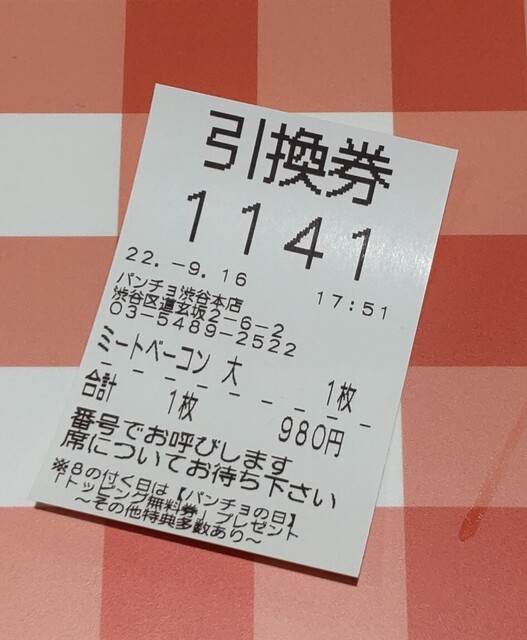 引換券
1141
22.-9.16 17:51
パンチョ渋谷本店
渋谷区道玄坂2-6-2
03-5489-2522
ミートベーコン 大 1枚
合計 1枚 980円
番号でお呼びします
席についてお待ち下さい
※8の付く日は【パンチョの日】
「トッピング無料券」プレゼント
～その他特典多数あり～